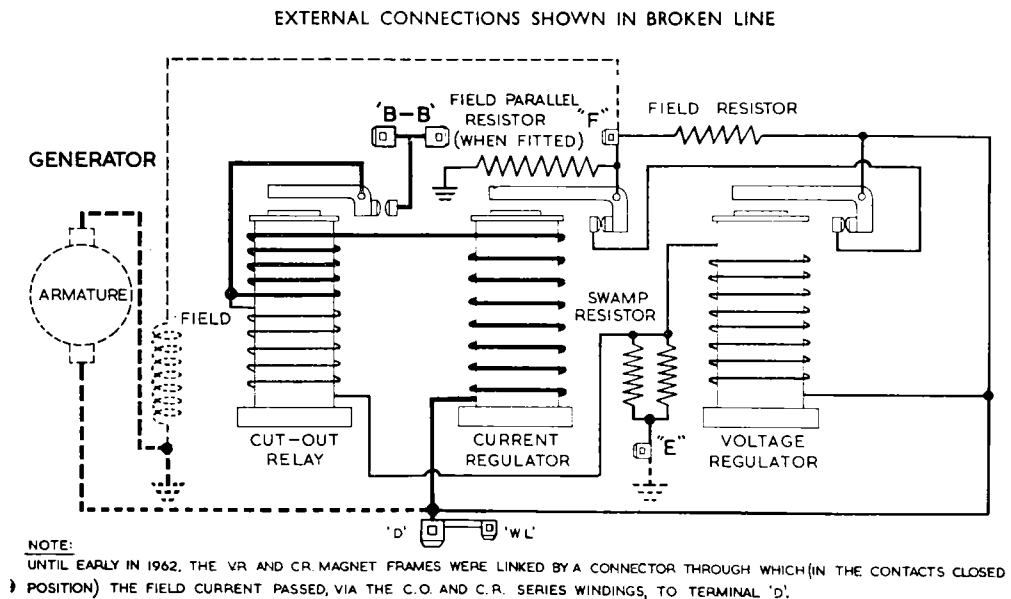 EXTERNAL CONNECTIONS SHOWN IN BROKEN LINE
'B–B'
FIELD PARALLEL
RESISTOR
(WHEN FITTED)
"F"
FIELD RESISTOR
GENERATOR
ARMATURE
FIELD
SWAMP
RESISTOR
CUT–OUT
RELAY
CURRENT
REGULATOR
"E"
VOLTAGE
REGULATOR
'D'
'WL'
NOTE:
UNTIL EARLY IN 1962, THE V.R AND C.R. MAGNET FRAMES WERE LINKED BY A CONNECTOR THROUGH WHICH (IN THE CONTACTS CLOSED
POSITION) THE FIELD CURRENT PASSED, VIA THE C.O. AND C.R. SERIES WINDINGS, TO TERMINAL 'D'.